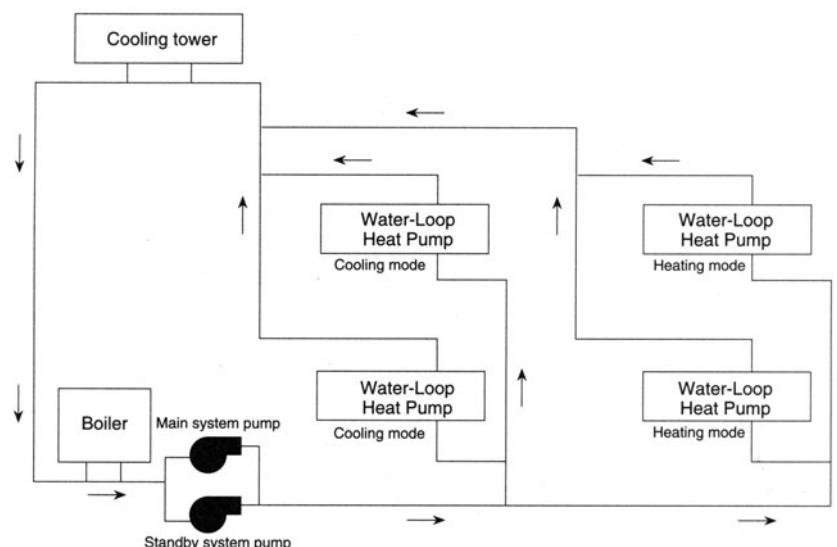 Cooling tower
Water-Loop
Heat Pump
Cooling mode
Water-Loop
Heat Pump
Heating mode
Water-Loop
Heat Pump
Cooling mode
Water-Loop
Heat Pump
Heating mode
Boiler
Main system pump
Standby system pump